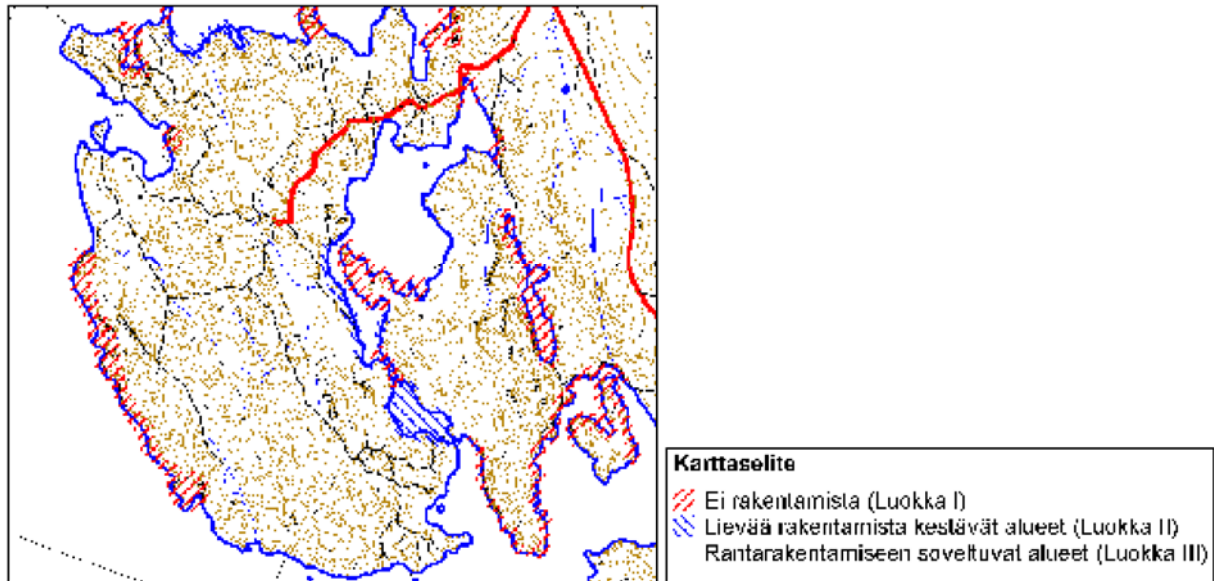 Karttaselite
Ei rakentamista (Luokka I)
Lievää rakentamista kestävät alueet (Luokka II)
Rantarakentamiseen soveltuvat alueet (Luokka III)